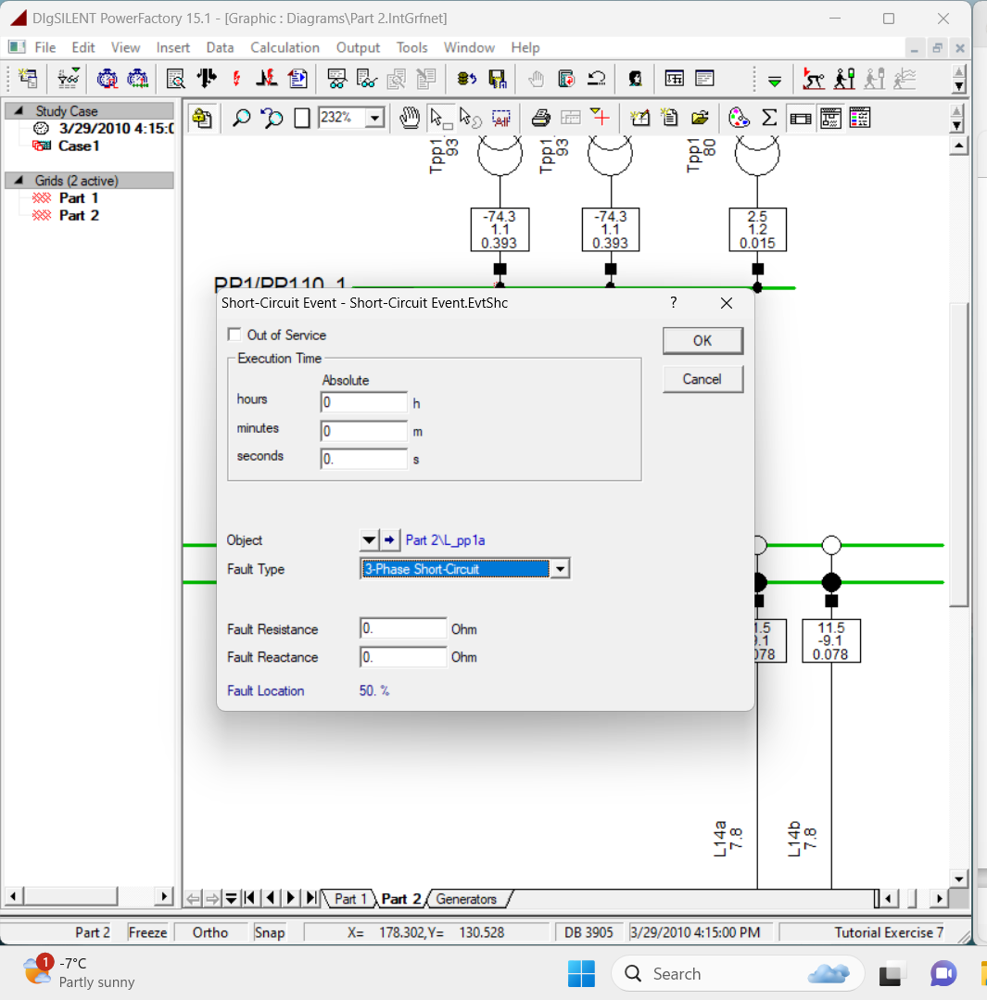 DIgSILENT PowerFactory 15.1 - [Graphic : Diagrams\Part 2.IntGrfnet]
File Edit View Insert Data Calculation Output Tools Window Help
232%
Study Case
3/29/2010 4:15:0
Case1
Grids (2 active)
Part 1
Part 2
Tpp1
93
Tpp1
93
Tpp1
80
-74.3
1.1
0.393
-74.3
1.1
0.393
2.5
1.2
0.015
PP1/PP110_1
Short-Circuit Event - Short-Circuit Event.EvtShc ?
Out of Service
OK
Execution Time
Cancel
Absolute
hours 0 h
minutes 0 m
seconds 0. s
Object Part 2\L_pp1a
Fault Type 3-Phase Short-Circuit
Fault Resistance 0. Ohm
Fault Reactance 0. Ohm
Fault Location 50. %
1.5
9.1
078
11.5
-9.1
0.078
L14a
7.8
L14b
7.8
Part 1 Part 2 Generators
Part 2 Freeze Ortho Snap X= 178.302,Y= 130.528 DB 3905 3/29/2010 4:15:00 PM Tutorial Exercise 7
1
-7°C
Partly sunny
Search